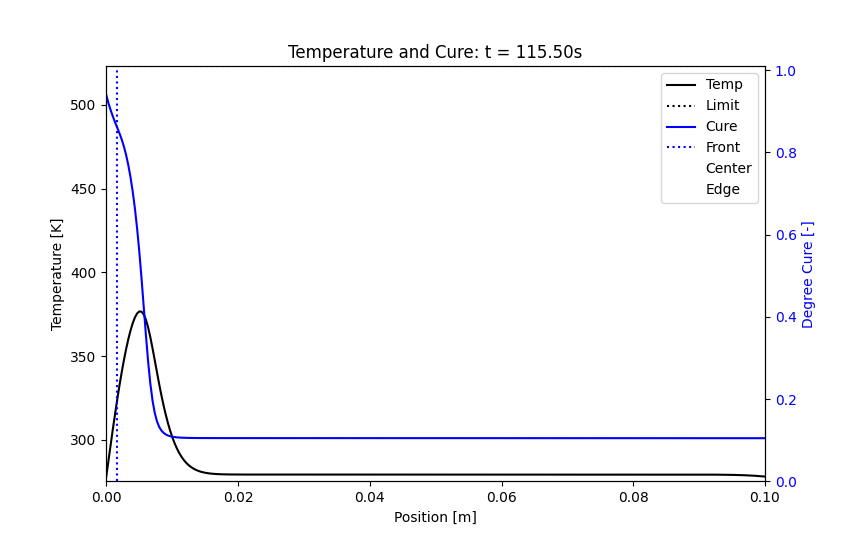 Temperature and Cure: t = 115.50s
Temperature [K]
500
450
400
350
300
Temp
Limit
Cure
Front
Center
Edge
1.0
0.8
0.6
0.4
0.2
0.0
Degree Cure [-]
0.00 0.02 0.04 0.06 0.08 0.10
Position [m]